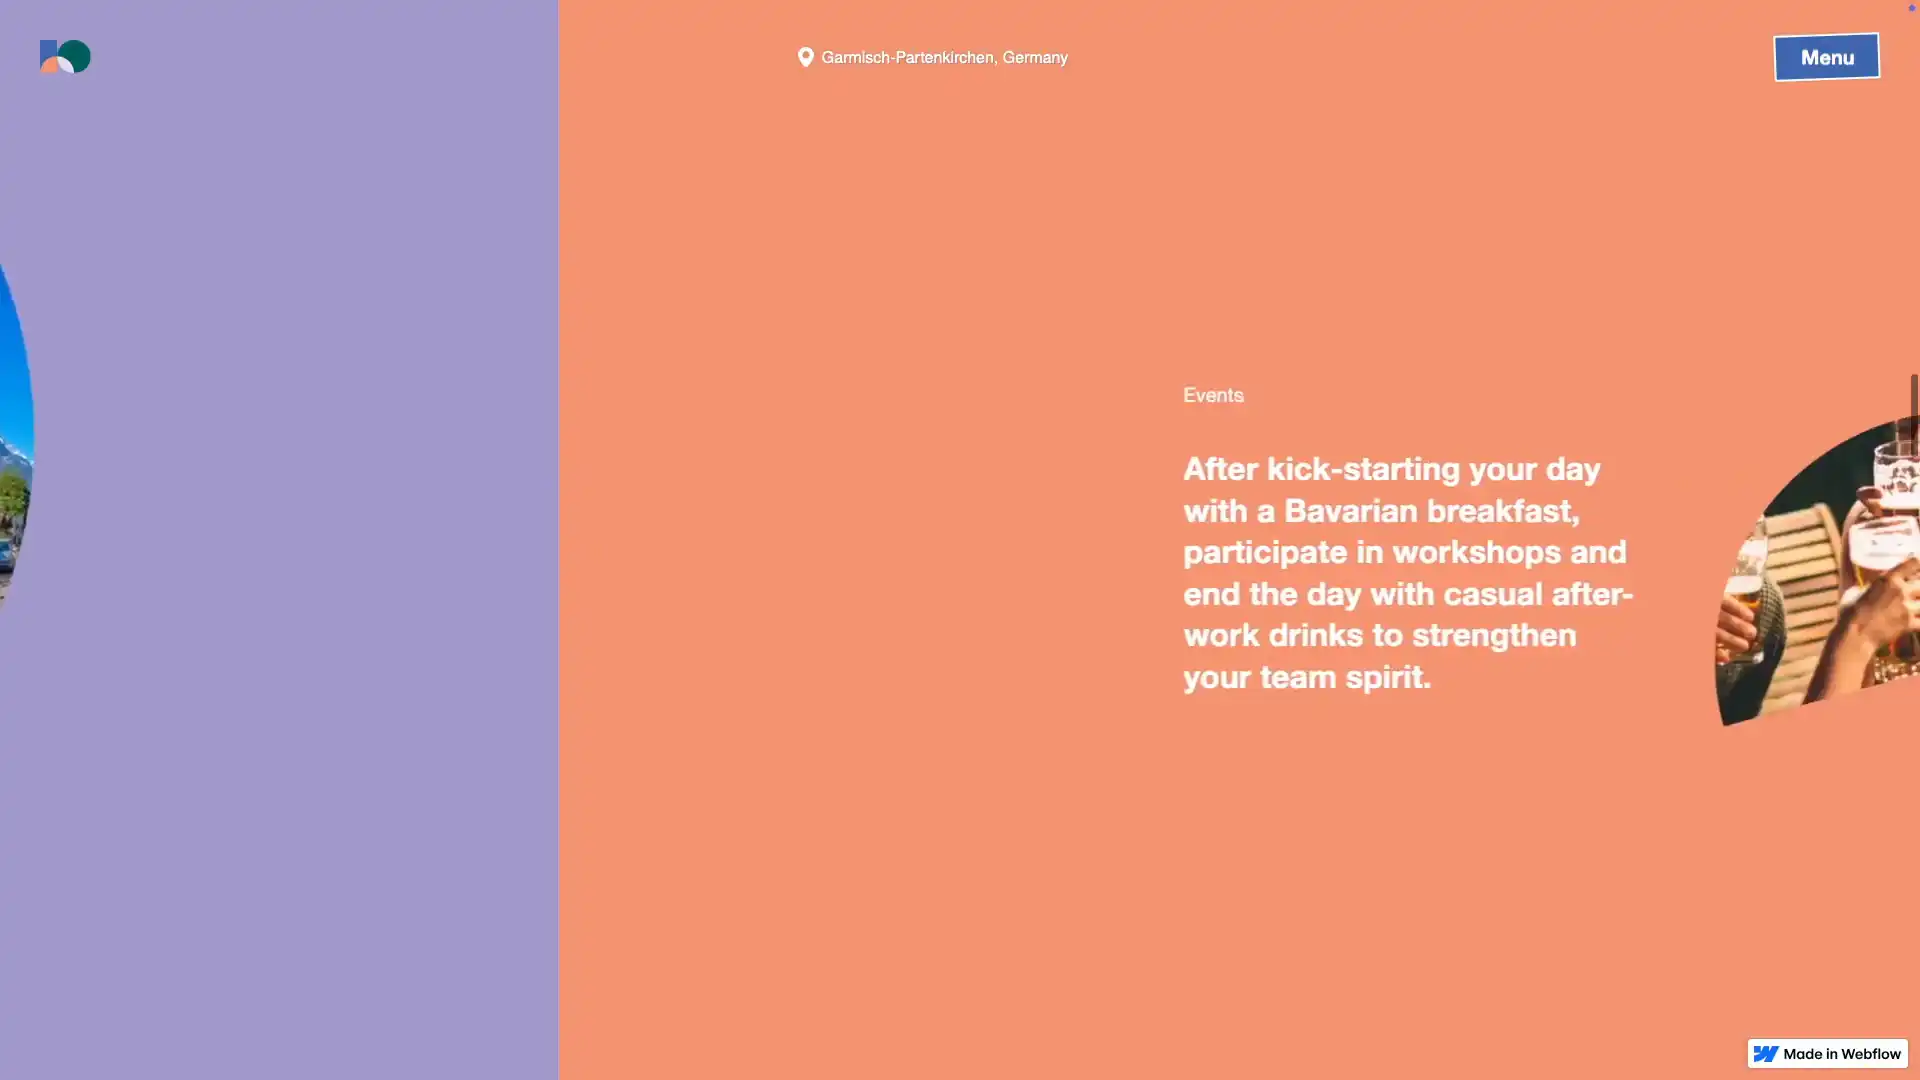 Garmisch-Partenkirchen, Germany
Menu
Events
After kick-starting your day
with a Bavarian breakfast,
participate in workshops and
end the day with casual after-
work drinks to strengthen
your team spirit.
Made in Webflow